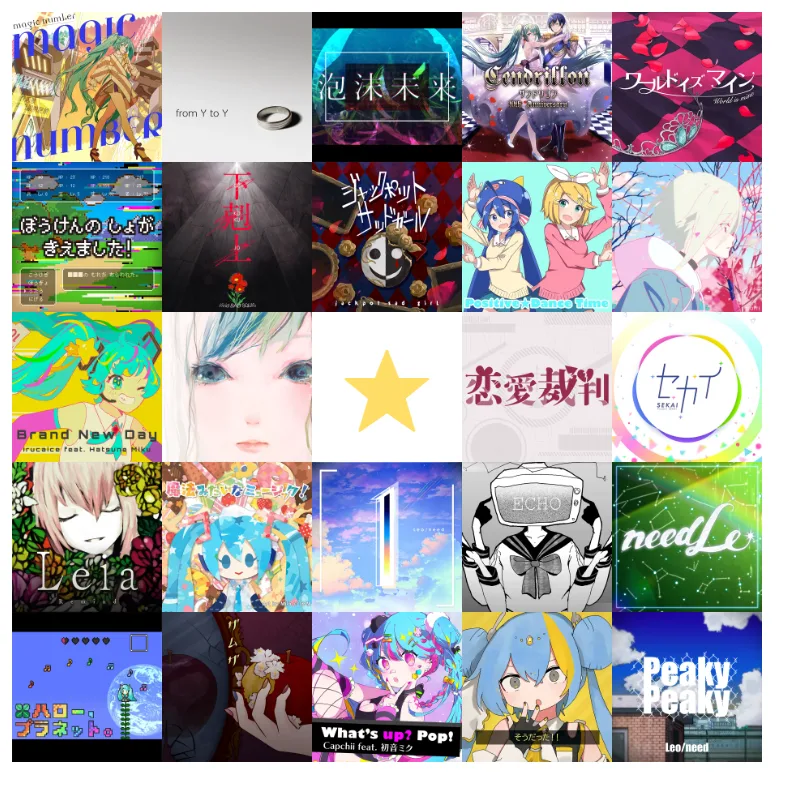 magic number
magic
number
from Y to Y
泡沫未来
Cendrillon
サンドリヨン
10th Anniversary
ワールドイズマイン
World is mine
ぼうけんの しょが
きえました!
下剋上
ジャックポット
サッドガール
jackpot sad girl
Positive★Dance Time
Brand New Day
iruceice feat. Hatsune Miku
恋愛裁判
セカイ
SEKAI
Leia
魔法みたいなミュージック!
Leo/need
ECHO
needLe
ハロー、
プラネット。
What's up? Pop!
Capchii feat. 初音ミク
そうだった!!
Peaky
Peaky
Leo/need